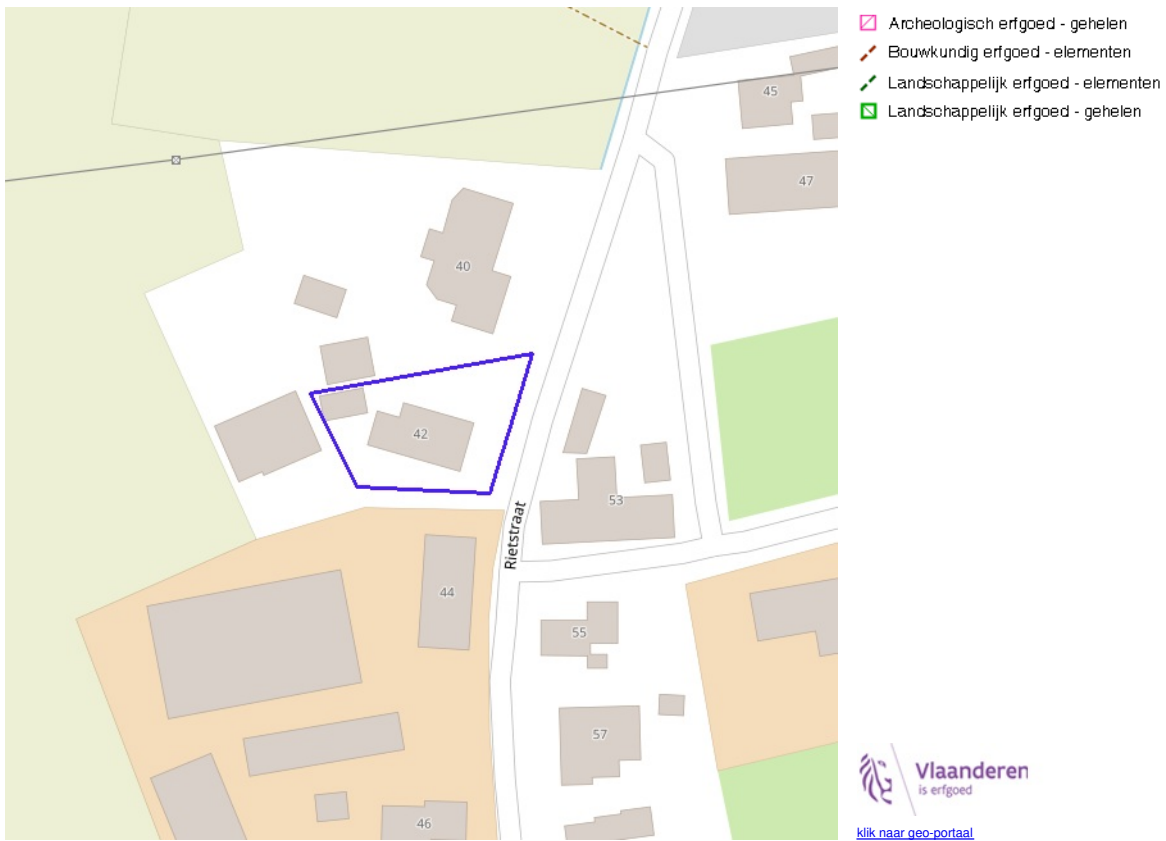 Archeologisch erfgoed - gehelen
Bouwkundig erfgoed - elementen
Landschappelijk erfgoed - elementen
Landschappelijk erfgoed - gehelen
45
47
40
42
53
Rietstraat
44
55
57
46
Vlaanderen
is erfgoed
klik naar geo-portaal